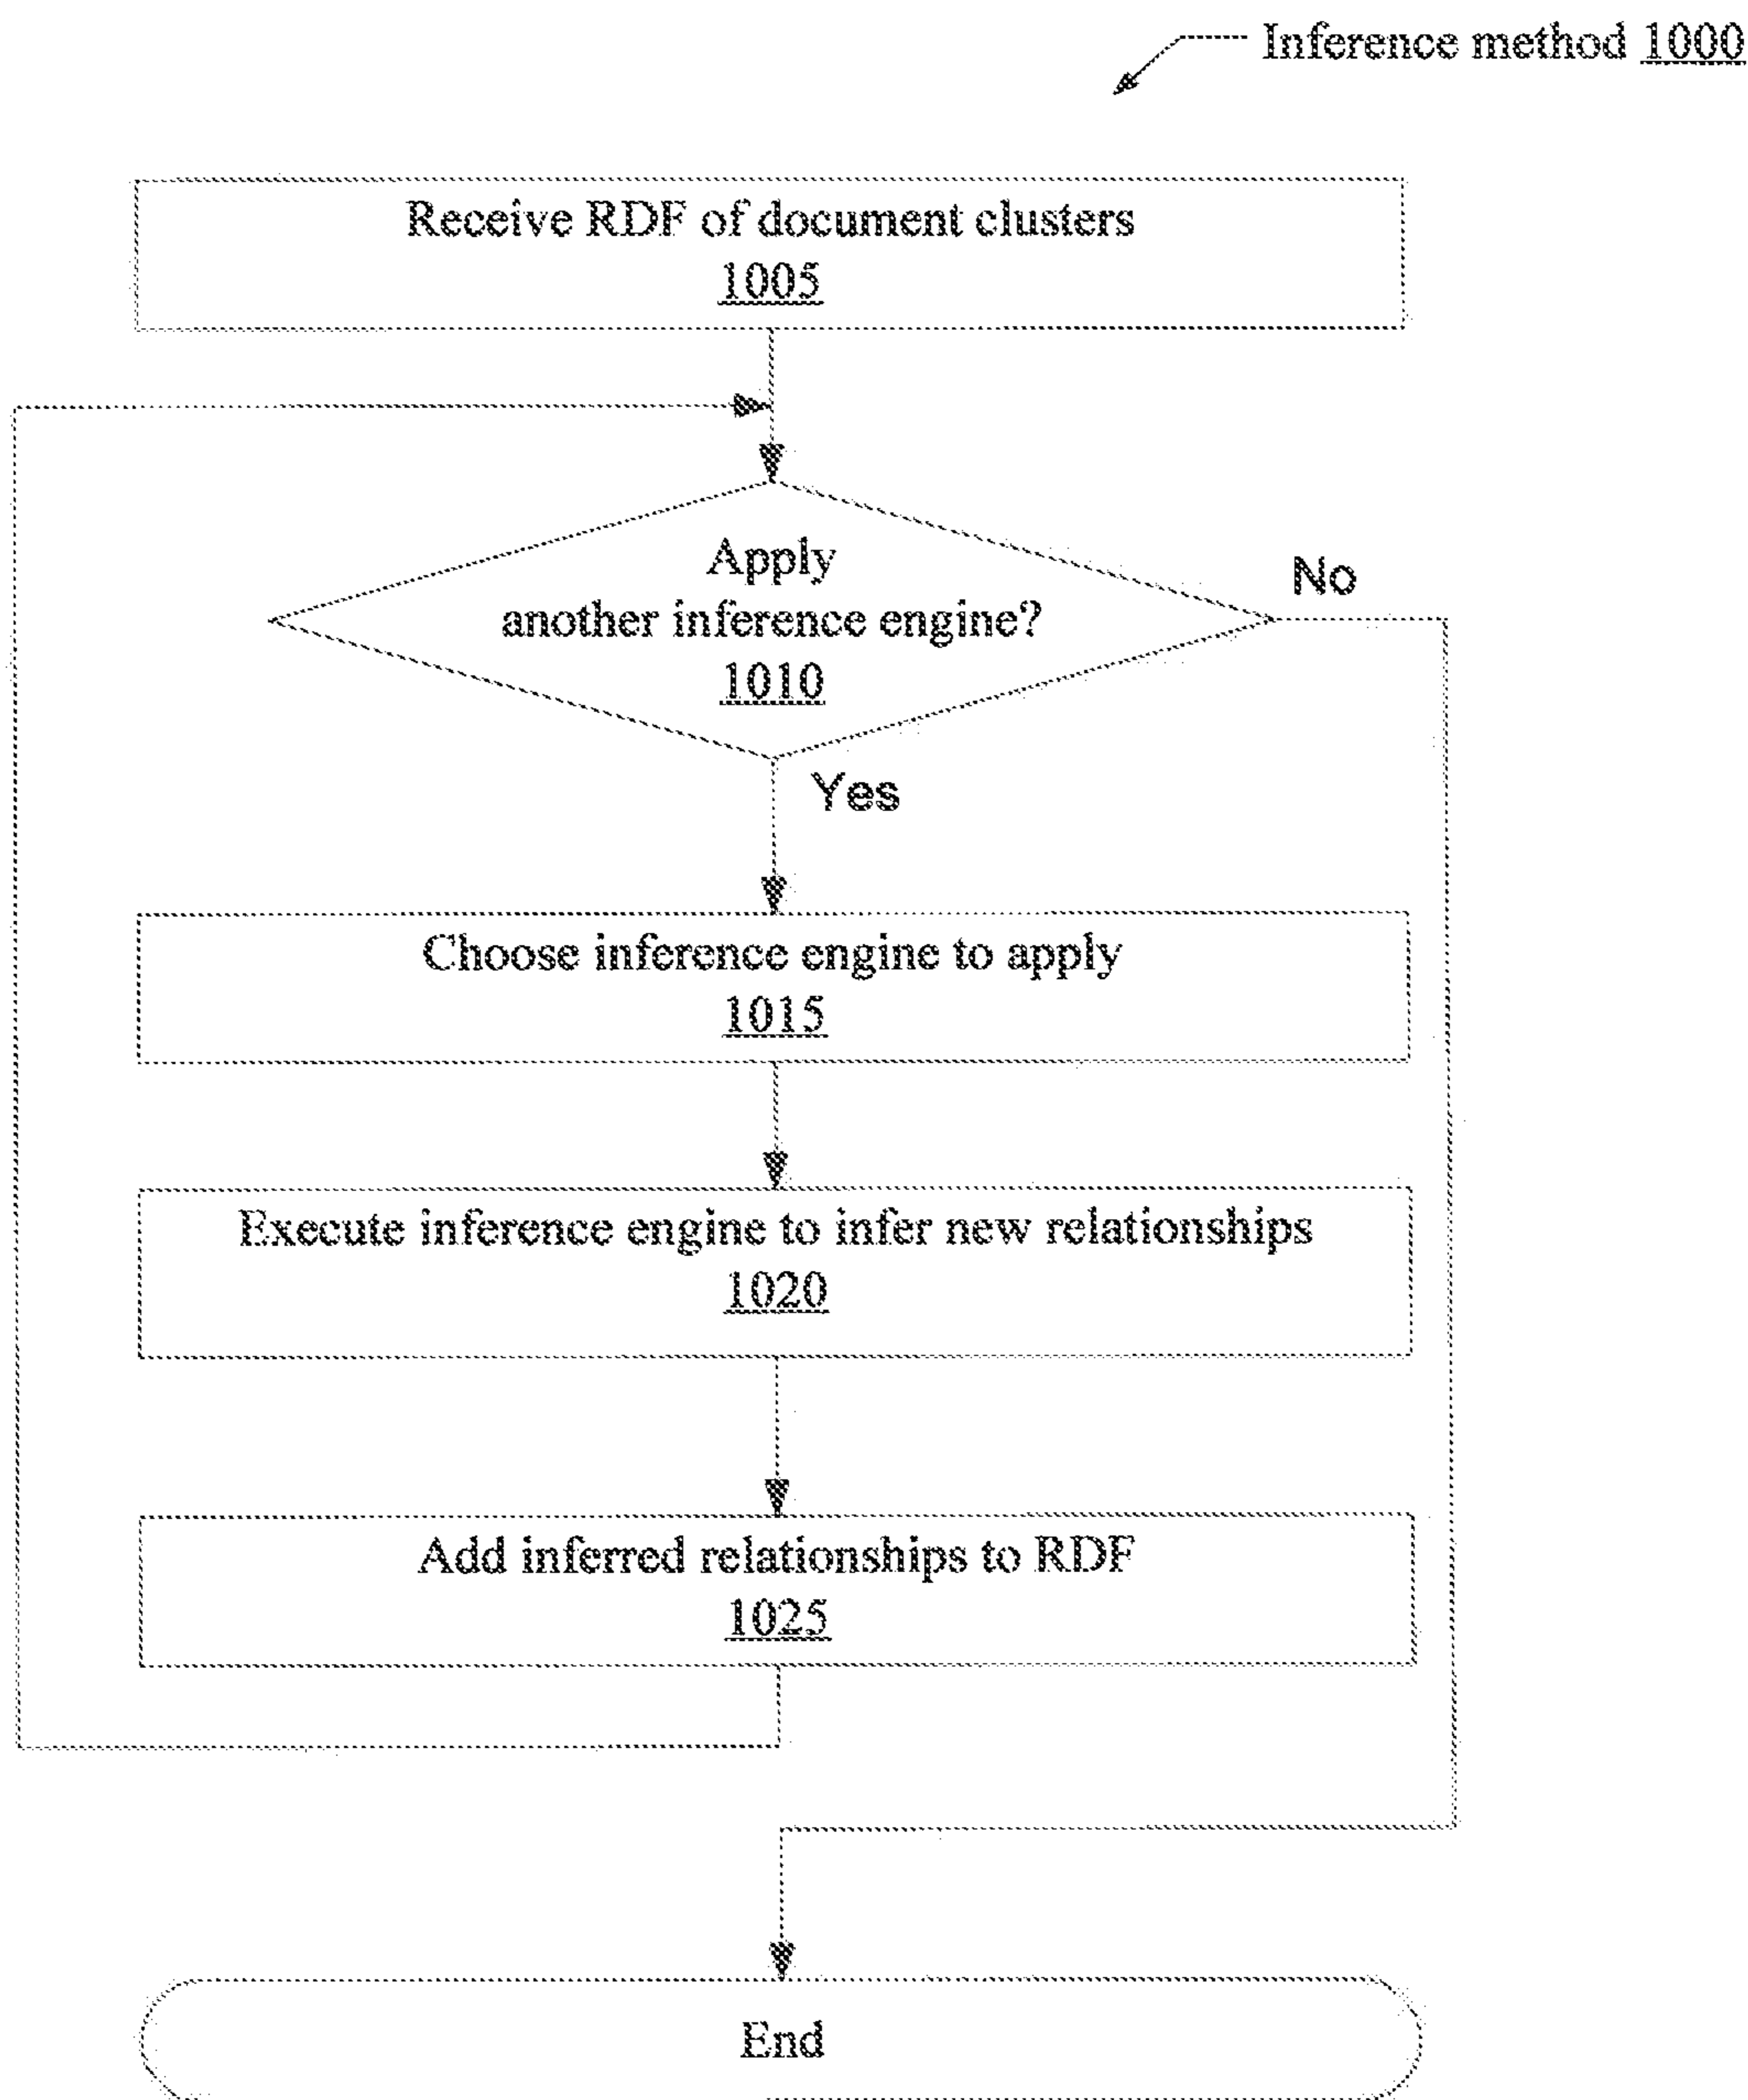 Inference method 1000
Receive RDF of document clusters
1005
Apply
another inference engine?
1010
No
Yes
Choose inference engine to apply
1015
Execute inference engine to infer new relationships
1020
Add inferred relationships to RDF
1025
End